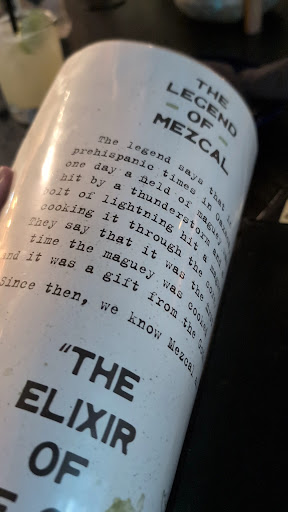 THE
LEGEND
OF
MEZCAL
The legend says that
prehispanic times in
one day a field of maguey
hit by a thunderstorm and
bolt of lightning hit a
cooking it through the
They say that it was the
time the maguey was cooked
and it was a gift from the
Since then, we know Mezcal
"THE
ELIXIR
OF